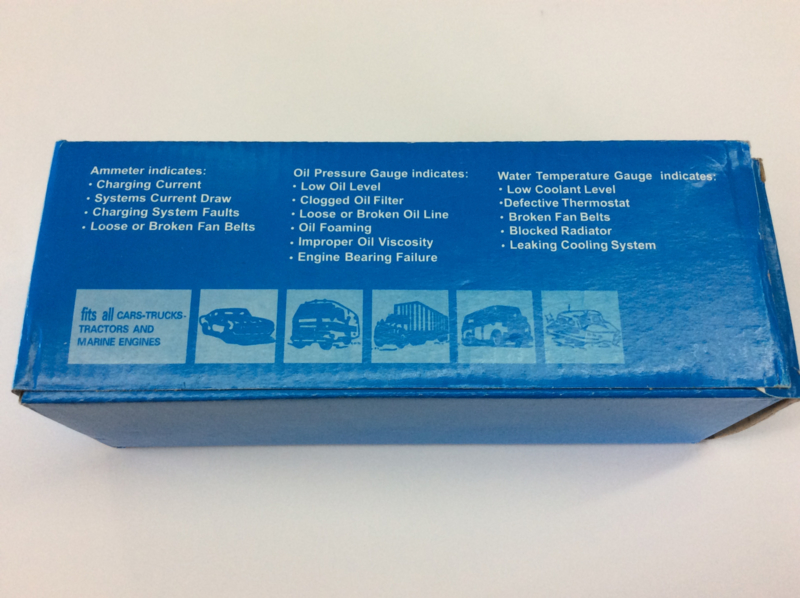 Ammeter indicates:
• Charging Current
• Systems Current Draw
• Charging System Faults
• Loose or Broken Fan Belts
Oil Pressure Gauge indicates:
• Low Oil Level
• Clogged Oil Filter
• Loose or Broken Oil Line
• Oil Foaming
• Improper Oil Viscosity
• Engine Bearing Failure
Water Temperature Gauge indicates:
• Low Coolant Level
•Defective Thermostat
• Broken Fan Belts
• Blocked Radiator
• Leaking Cooling System
fits all CARS-TRUCKS-
TRACTORS AND
MARINE ENGINES